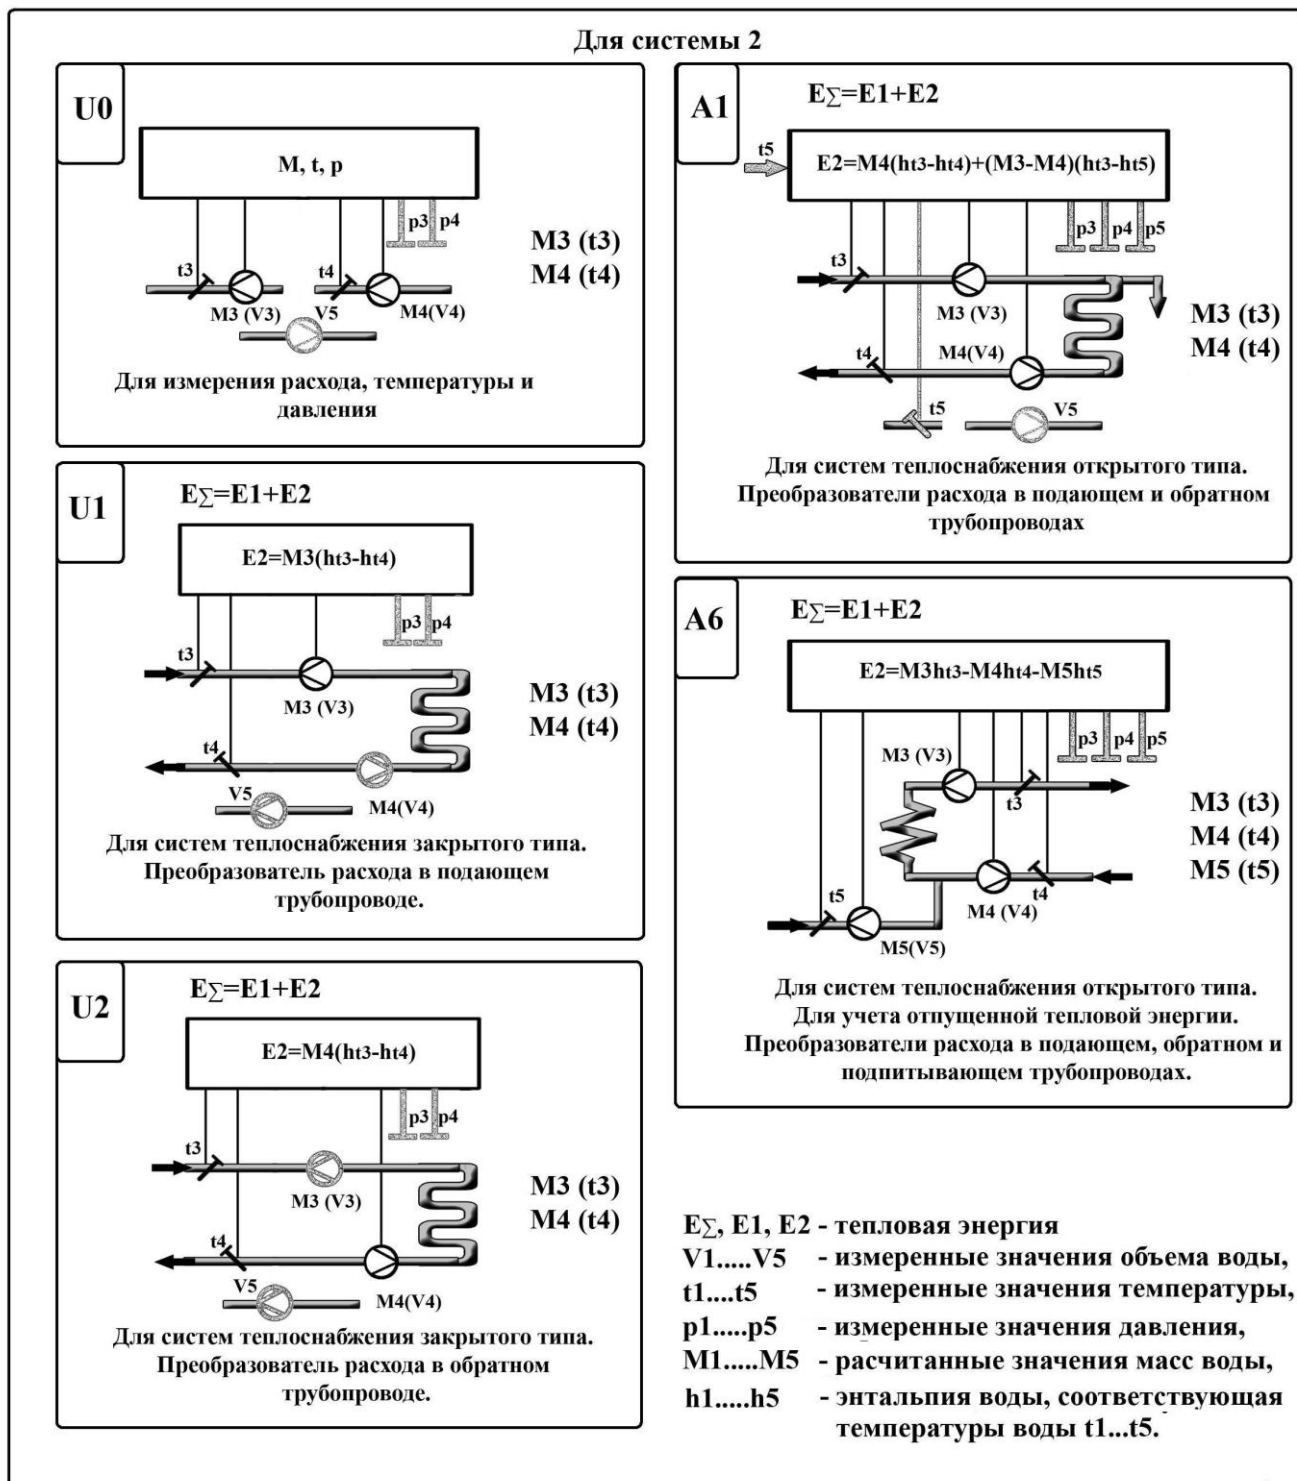 Для системы 2
U0
M, t, p
p3
p4
t3
t4
M3 (V3)
V5
M4(V4)
M3 (t3)
M4 (t4)
Для измерения расхода, температуры и
давления
U1
E∑=E1+E2
E2=M3(ht3-ht4)
p3
p4
t3
M3 (V3)
M3 (t3)
M4 (t4)
t4
V5
M4(V4)
Для систем теплоснабжения закрытого типа.
Преобразователь расхода в подающем
трубопроводе.
U2
E∑=E1+E2
E2=M4(ht3-ht4)
p3
p4
t3
M3 (V3)
M3 (t3)
M4 (t4)
t4
V5
M4(V4)
Для систем теплоснабжения закрытого типа.
Преобразователь расхода в обратном
трубопроводе.
A1
E∑=E1+E2
t5
E2=M4(ht3-ht4)+(M3-M4)(ht3-ht5)
p3
p4
p5
t3
M3 (V3)
M3 (t3)
M4 (t4)
t4
M4(V4)
t5
V5
Для систем теплоснабжения открытого типа.
Преобразователи расхода в подающем и обратном
трубопроводах
A6
E∑=E1+E2
E2=M3ht3-M4ht4-M5ht5
p3
p4
p5
M3 (V3)
t3
M3 (t3)
M4 (t4)
M5 (t5)
t5
t4
M4 (V4)
M5(V5)
Для систем теплоснабжения открытого типа.
Для учета отпущенной тепловой энергии.
Преобразователи расхода в подающем, обратном и
подпитывающем трубопроводах.
E∑, E1, E2 - тепловая энергия
V1.....V5 - измеренные значения объема воды,
t1....t5 - измеренные значения температуры,
p1.....p5 - измеренные значения давления,
M1.....M5 - расчитанные значения масс воды,
h1.....h5 - энтальпия воды, соответствующая
температуры воды t1...t5.